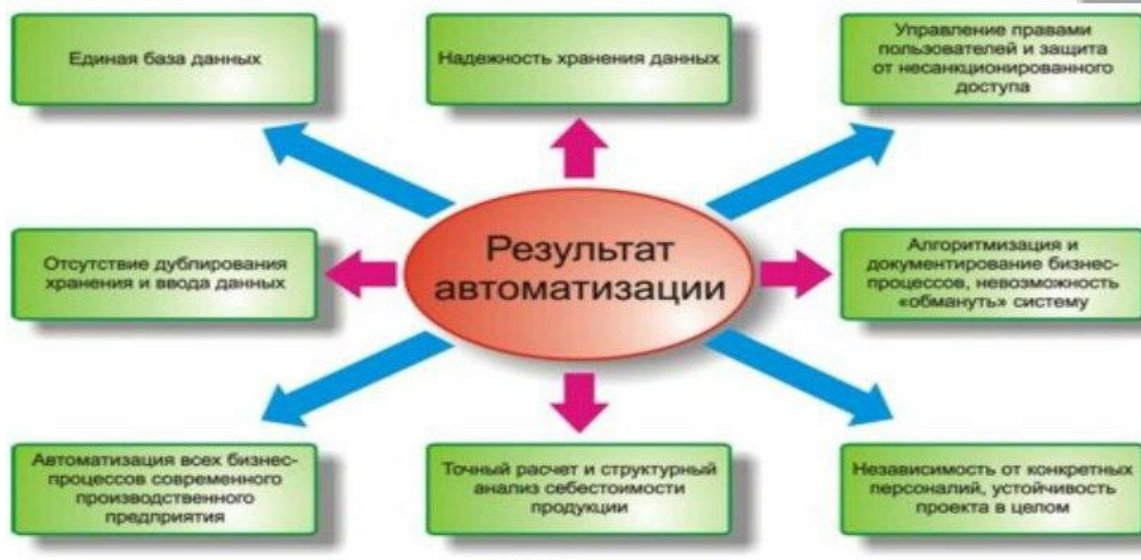 Единая база данных
Надежность хранения данных
Управление правами
пользователей и защита
от несанкционированного
доступа
Отсутствие дублирования
хранения и ввода данных
Результат
автоматизации
Алгоритмизация и
документирование бизнес-
процессов, невозможность
«обмануть» систему
Автоматизация всех бизнес-
процессов современного
производственного
предприятия
Точный расчет и структурный
анализ себестоимости
продукции
Независимость от конкретных
персоналий, устойчивость
проекта в целом